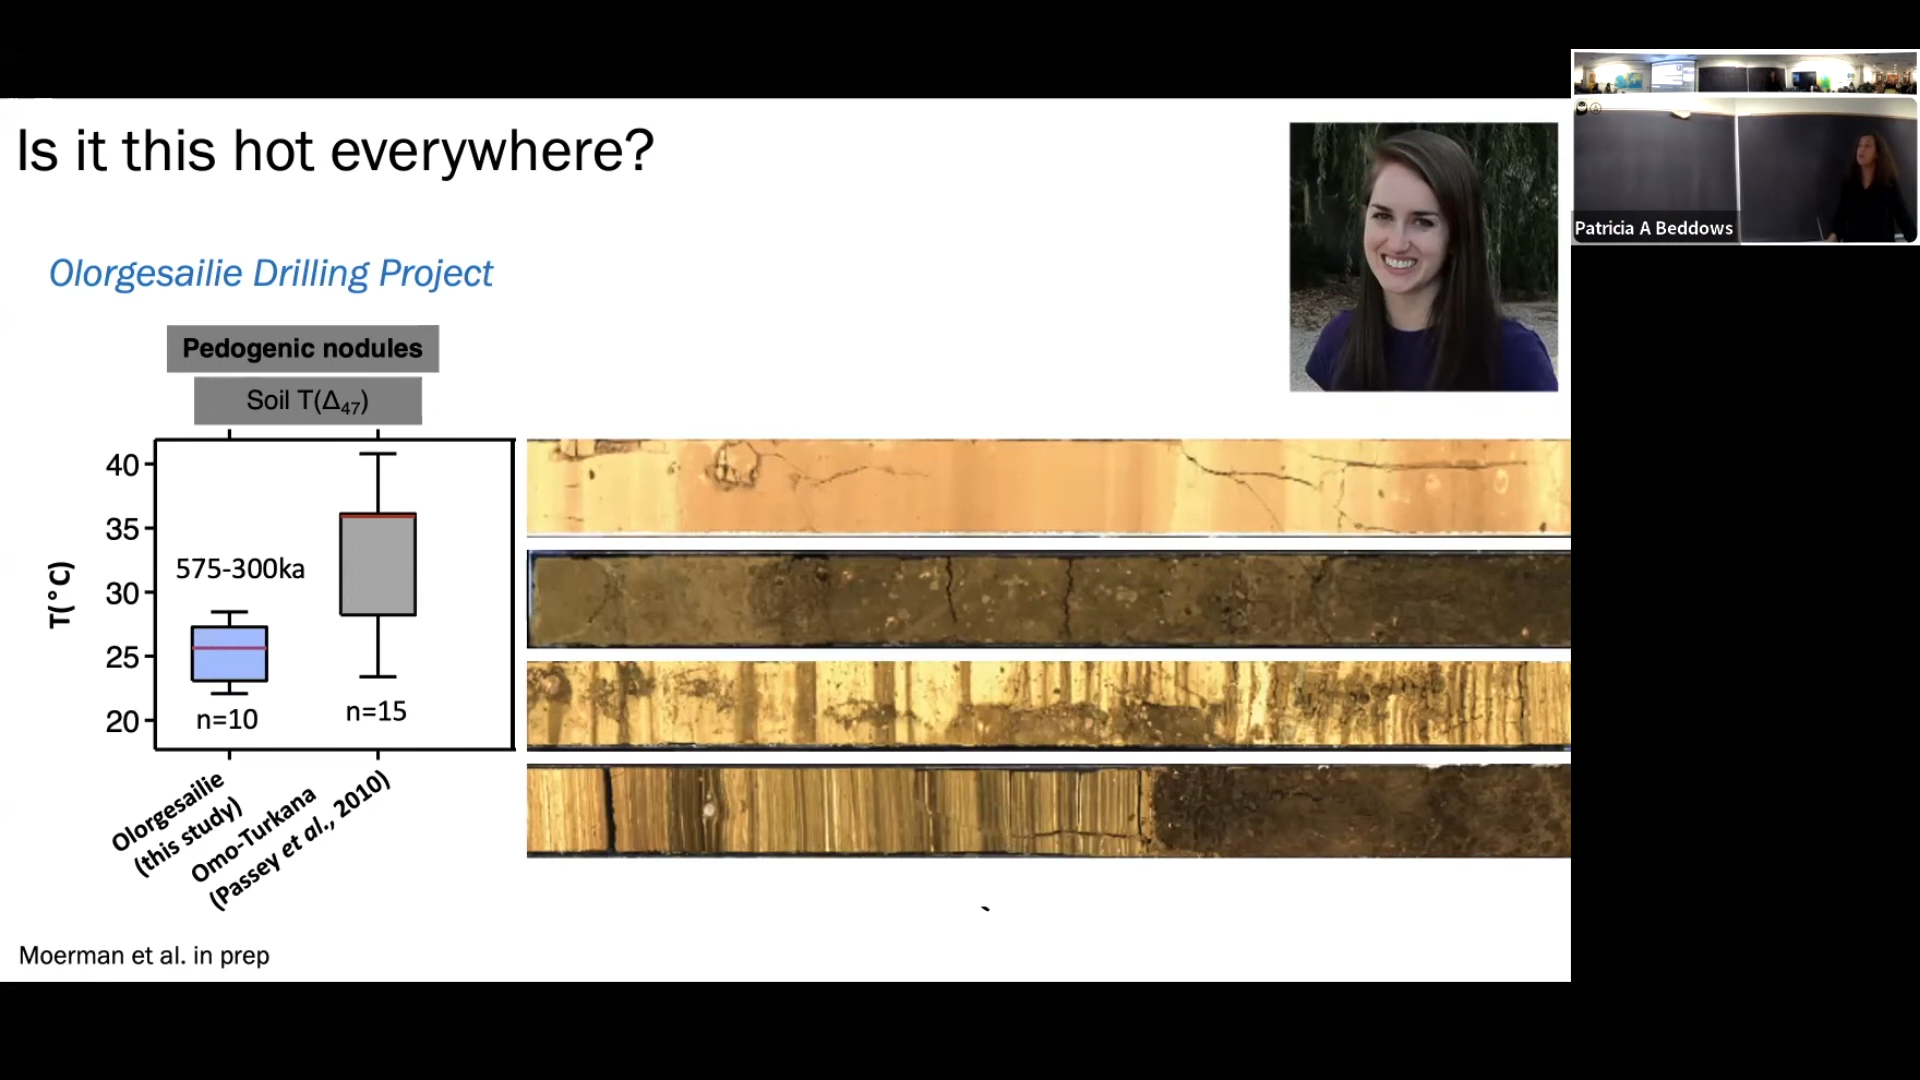 Is it this hot everywhere?
Olorgesailie Drilling Project
Pedogenic nodules
Soil T(Δ47)
40
35
30
25
20
T(°C)
575-300ka
n=10
n=15
Olorgesailie
(this study)
Omo-Turkana
(Passey et al., 2010)
Moerman et al. in prep
Patricia A Beddows